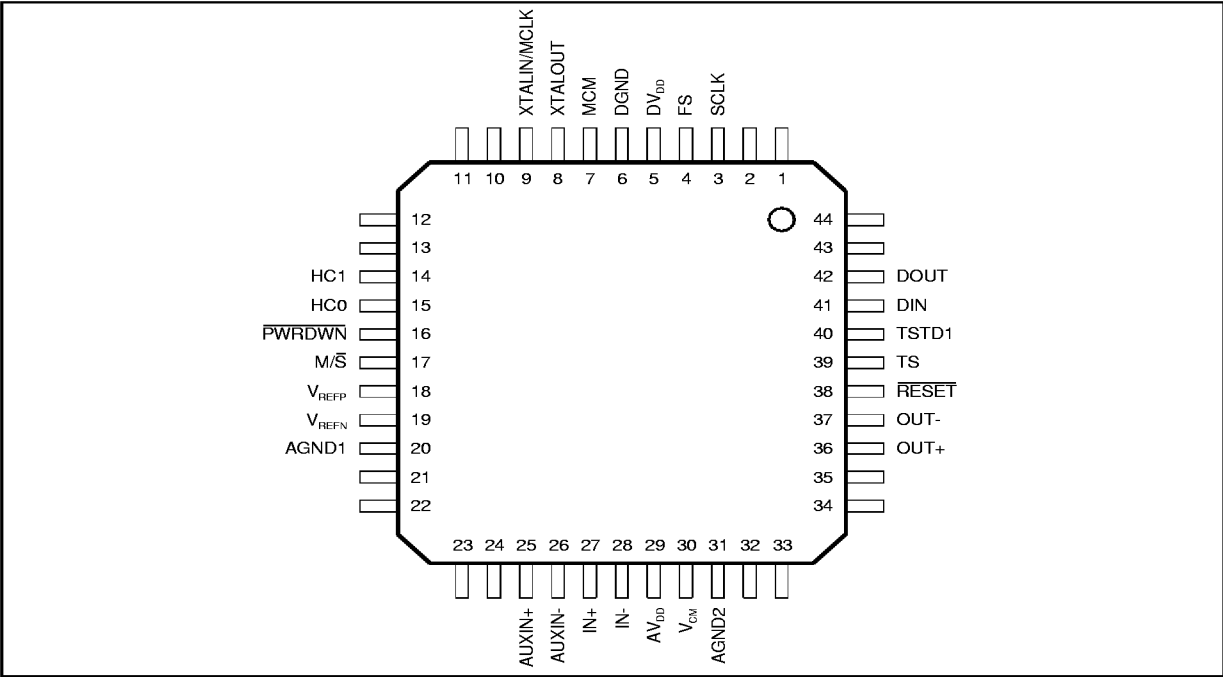 XTALIN/MCLK
XTALOUT
MCM
DGND
DVDD
FS
SCLK
11 10 9 8 7 6 5 4 3 2 1
12 44
13 43
HC1 14 42 DOUT
HC0 15 41 DIN
PWRDWN 16 40 TSTD1
M/S 17 39 TS
VREFP 18 38 RESET
VREFN 19 37 OUT-
AGND1 20 36 OUT+
21 35
22 34
23 24 25 26 27 28 29 30 31 32 33
AUXIN+
AUXIN-
IN+
IN-
AVDD
VCM
AGND2